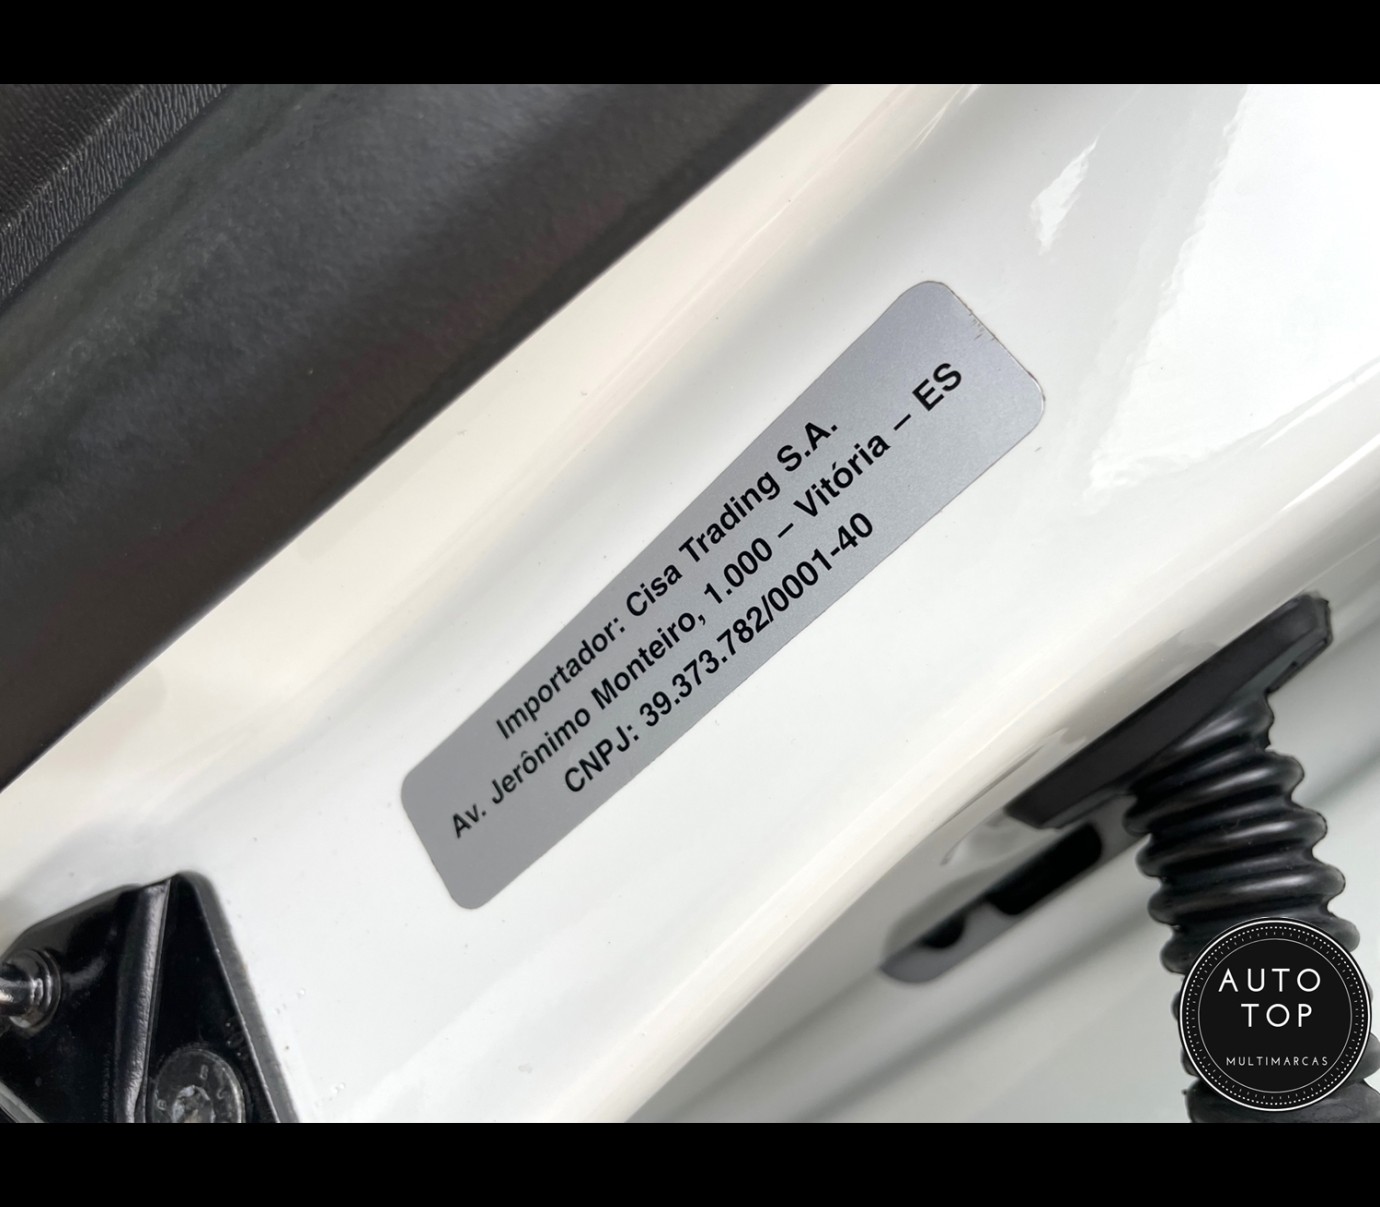 Importador: Cisa Trading S.A.
Av. Jerônimo Monteiro, 1.000 – Vitória – ES
CNPJ: 39.373.782/0001-40
AUTO
TOP
MULTIMARCAS